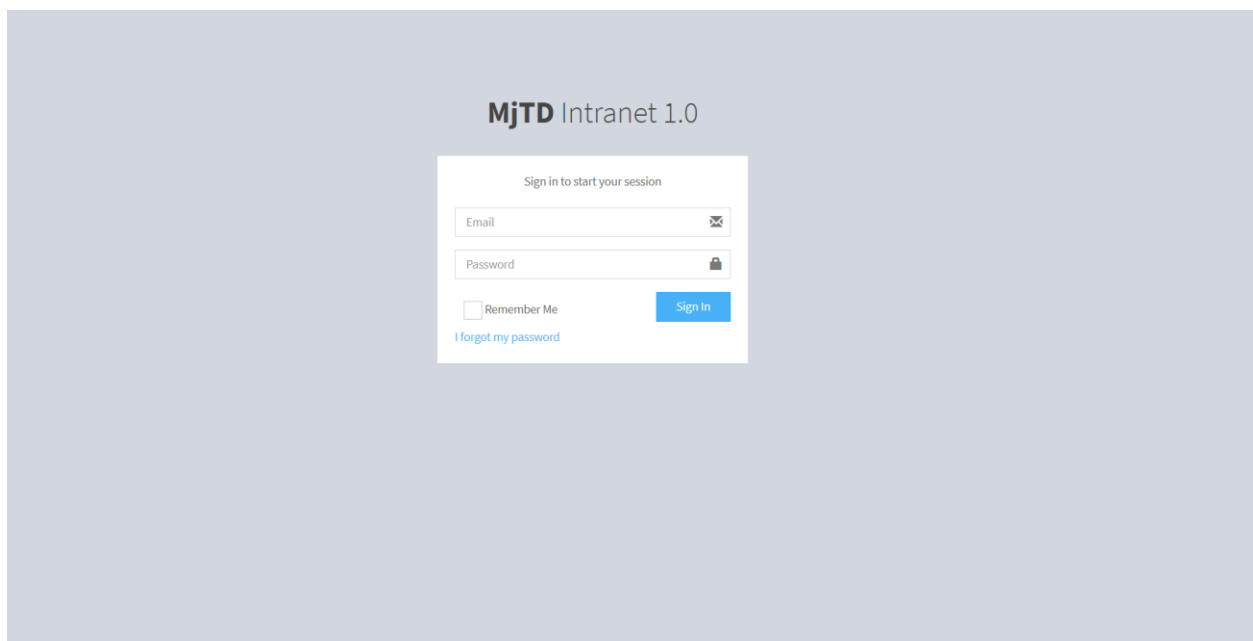 MjTD Intranet 1.0
Sign in to start your session
Email
Password
Remember Me
Sign In
I forgot my password